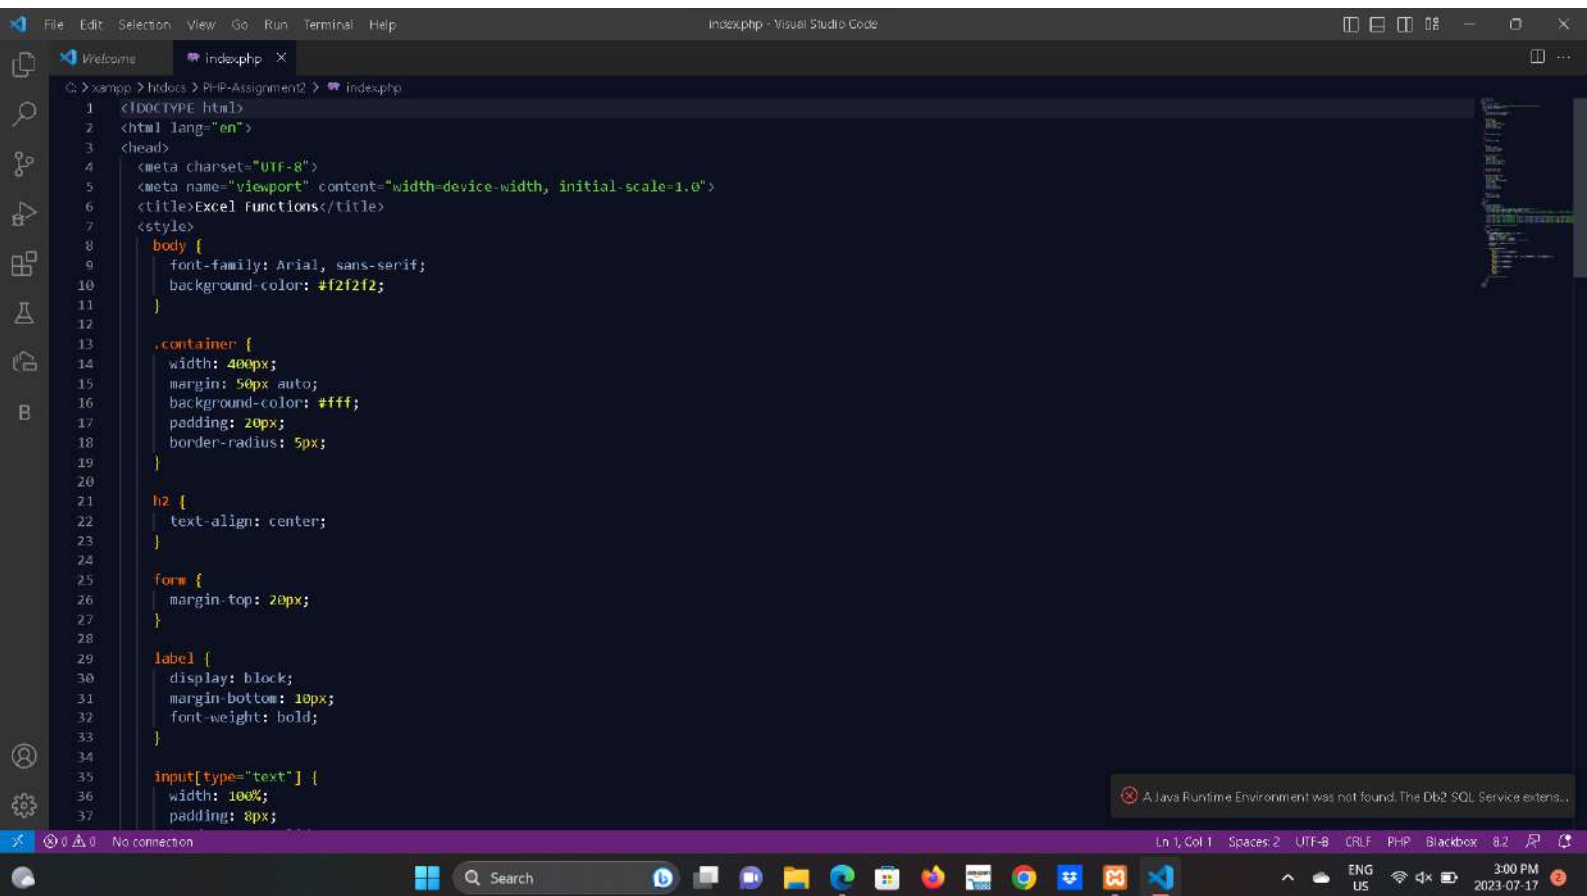 File Edit Selection View Go Run Terminal Help
index.php - Visual Studio Code
Welcome
index.php
C: > xampp > htdocs > PHP-Assignment2 > index.php
1 <!DOCTYPE html>
2 <html lang="en">
3 <head>
4 <meta charset="UTF-8">
5 <meta name="viewport" content="width=device-width, initial-scale=1.0">
6 <title>Excel Functions</title>
7 <style>
8 body {
9 font-family: Arial, sans-serif;
10 background-color: #f2f2f2;
11 }
12
13 .container {
14 width: 400px;
15 margin: 50px auto;
16 background-color: #fff;
17 padding: 20px;
18 border-radius: 5px;
19 }
20
21 h2 {
22 text-align: center;
23 }
24
25 form {
26 margin-top: 20px;
27 }
28
29 label {
30 display: block;
31 margin-bottom: 10px;
32 font-weight: bold;
33 }
34
35 input[type="text"] {
36 width: 100%;
37 padding: 8px;
A Java Runtime Environment was not found. The Db2 SQL Service extens...
0 0 No connection
Ln 1, Col 1 Spaces: 2 UTF-8 CRLF PHP Blackbox 8.2
Search
ENG
US
3:00 PM
2023-07-17
2